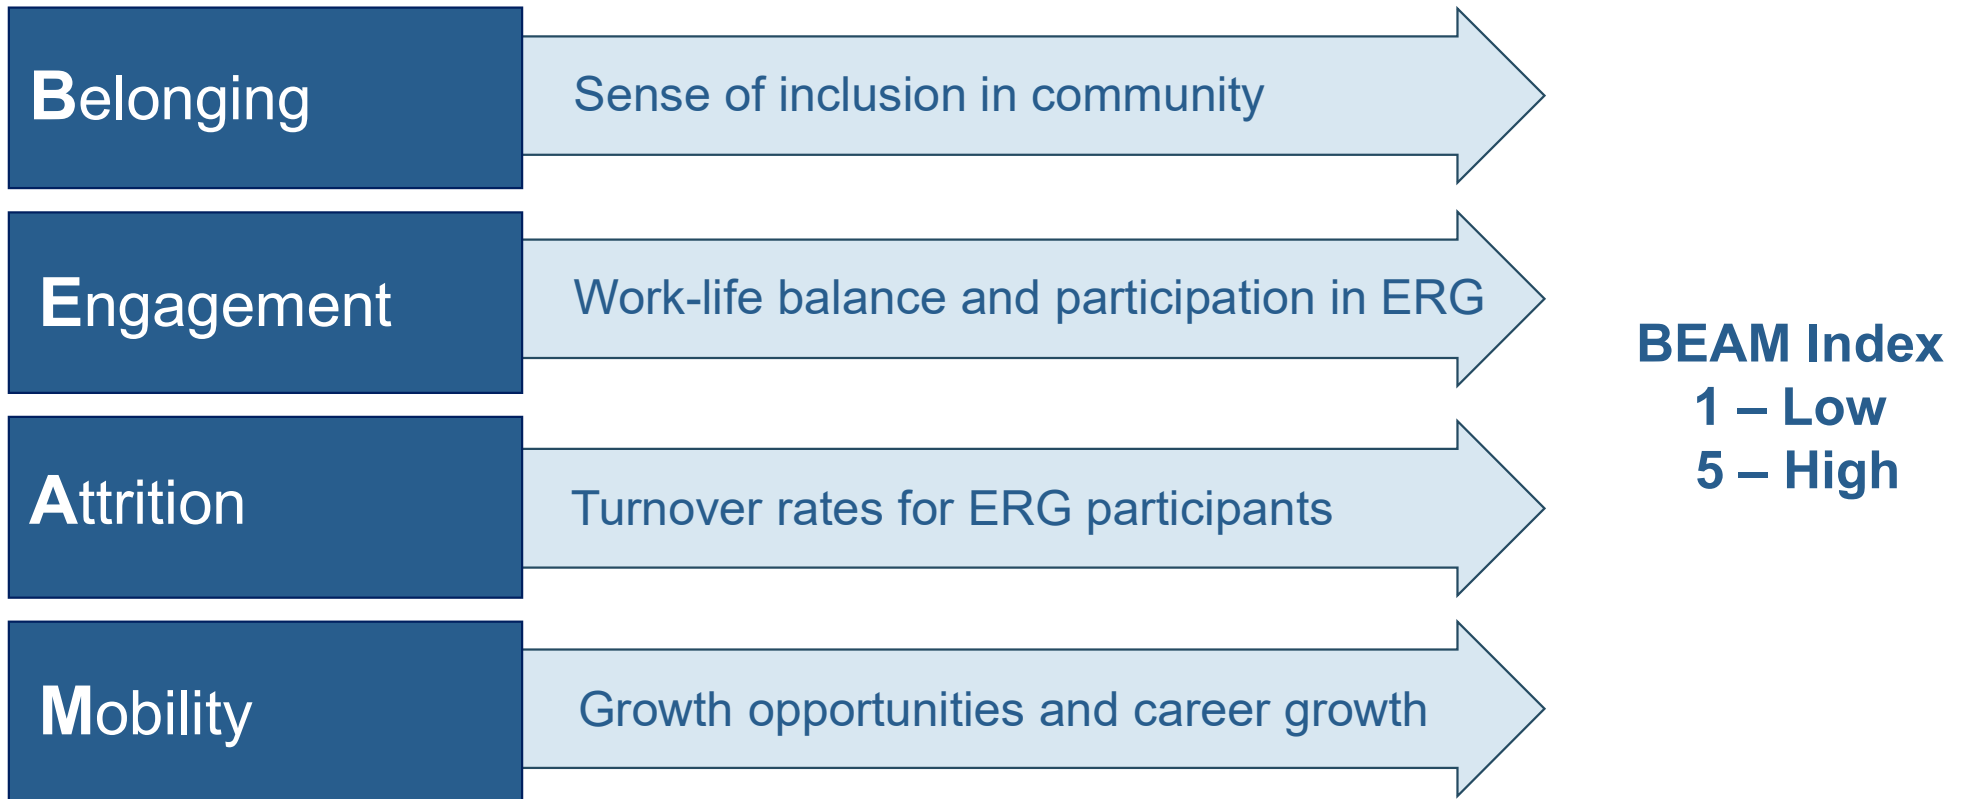 Belonging
Sense of inclusion in community
Engagement
Work-life balance and participation in ERG
Attrition
Turnover rates for ERG participants
Mobility
Growth opportunities and career growth
BEAM Index
1 – Low
5 – High